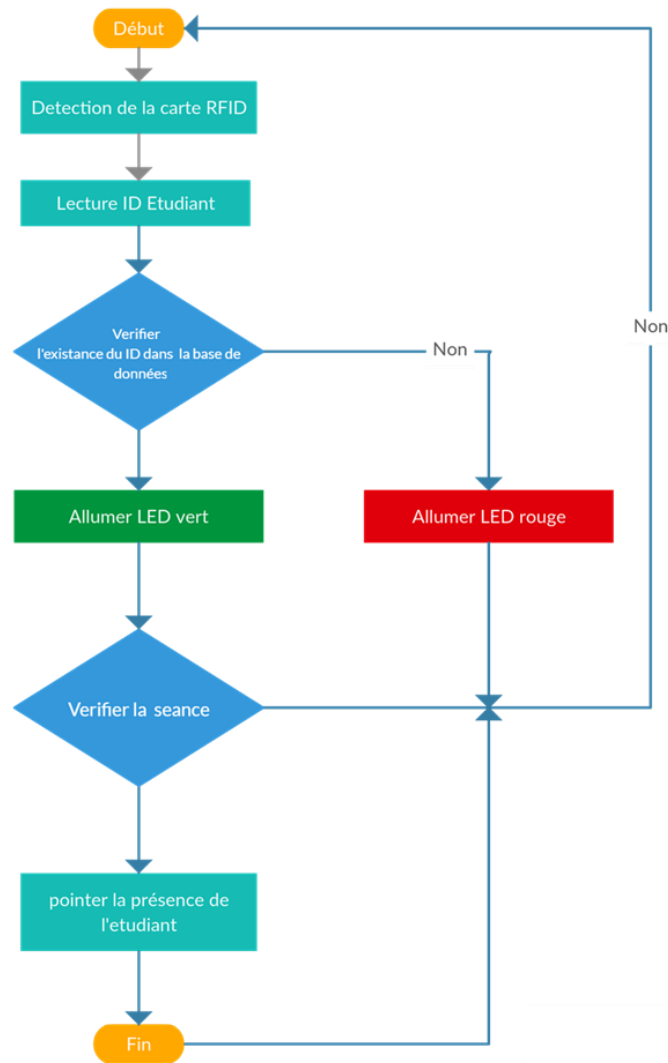 Début
Detection de la carte RFID
Lecture ID Etudiant
Verifier
l'existance du ID dans la base de
données
Non
Non
Allumer LED vert
Allumer LED rouge
Verifier la seance
pointer la présence de
l'etudiant
Fin